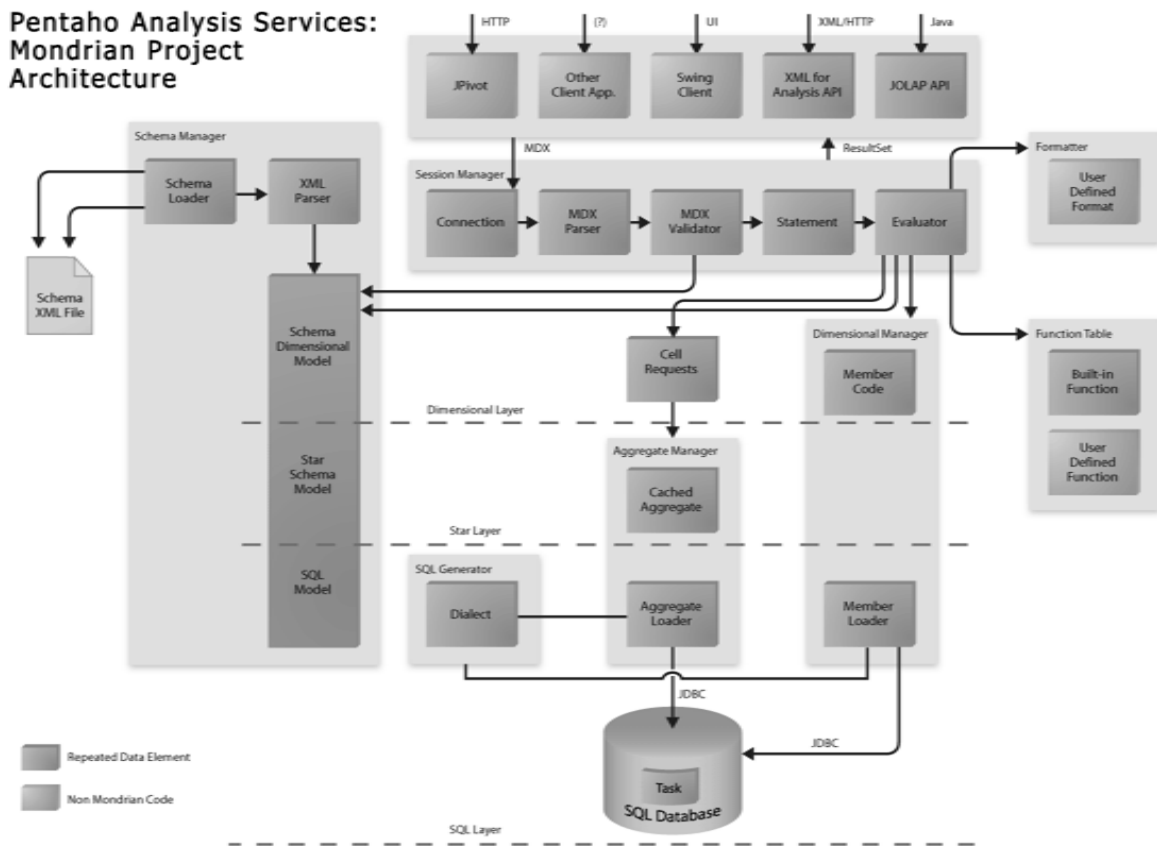 Pentaho Analysis Services:
Mondrian Project
Architecture
HTTP
(?)
UI
XML/HTTP
Java
JPivot
Other
Client App.
Swing
Client
XML for
Analysis API
JOLAP API
MDX
ResultSet
Schema Manager
Schema
Loader
XML
Parser
Schema
XML File
Schema
Dimensional
Model
Star
Schema
Model
SQL
Model
Session Manager
Connection
MDX
Parser
MDX
Validator
Statement
Evaluator
Formatter
User
Defined
Format
Function Table
Built-in
Function
User
Defined
Function
Cell
Requests
Dimensional Manager
Member
Code
Dimensional Layer
Aggregate Manager
Cached
Aggregate
Star Layer
SQL Generator
Dialect
Aggregate
Loader
Member
Loader
JDBC
JDBC
Task
SQL Database
Repeated Data Element
Non Mondrian Code
SQL Layer